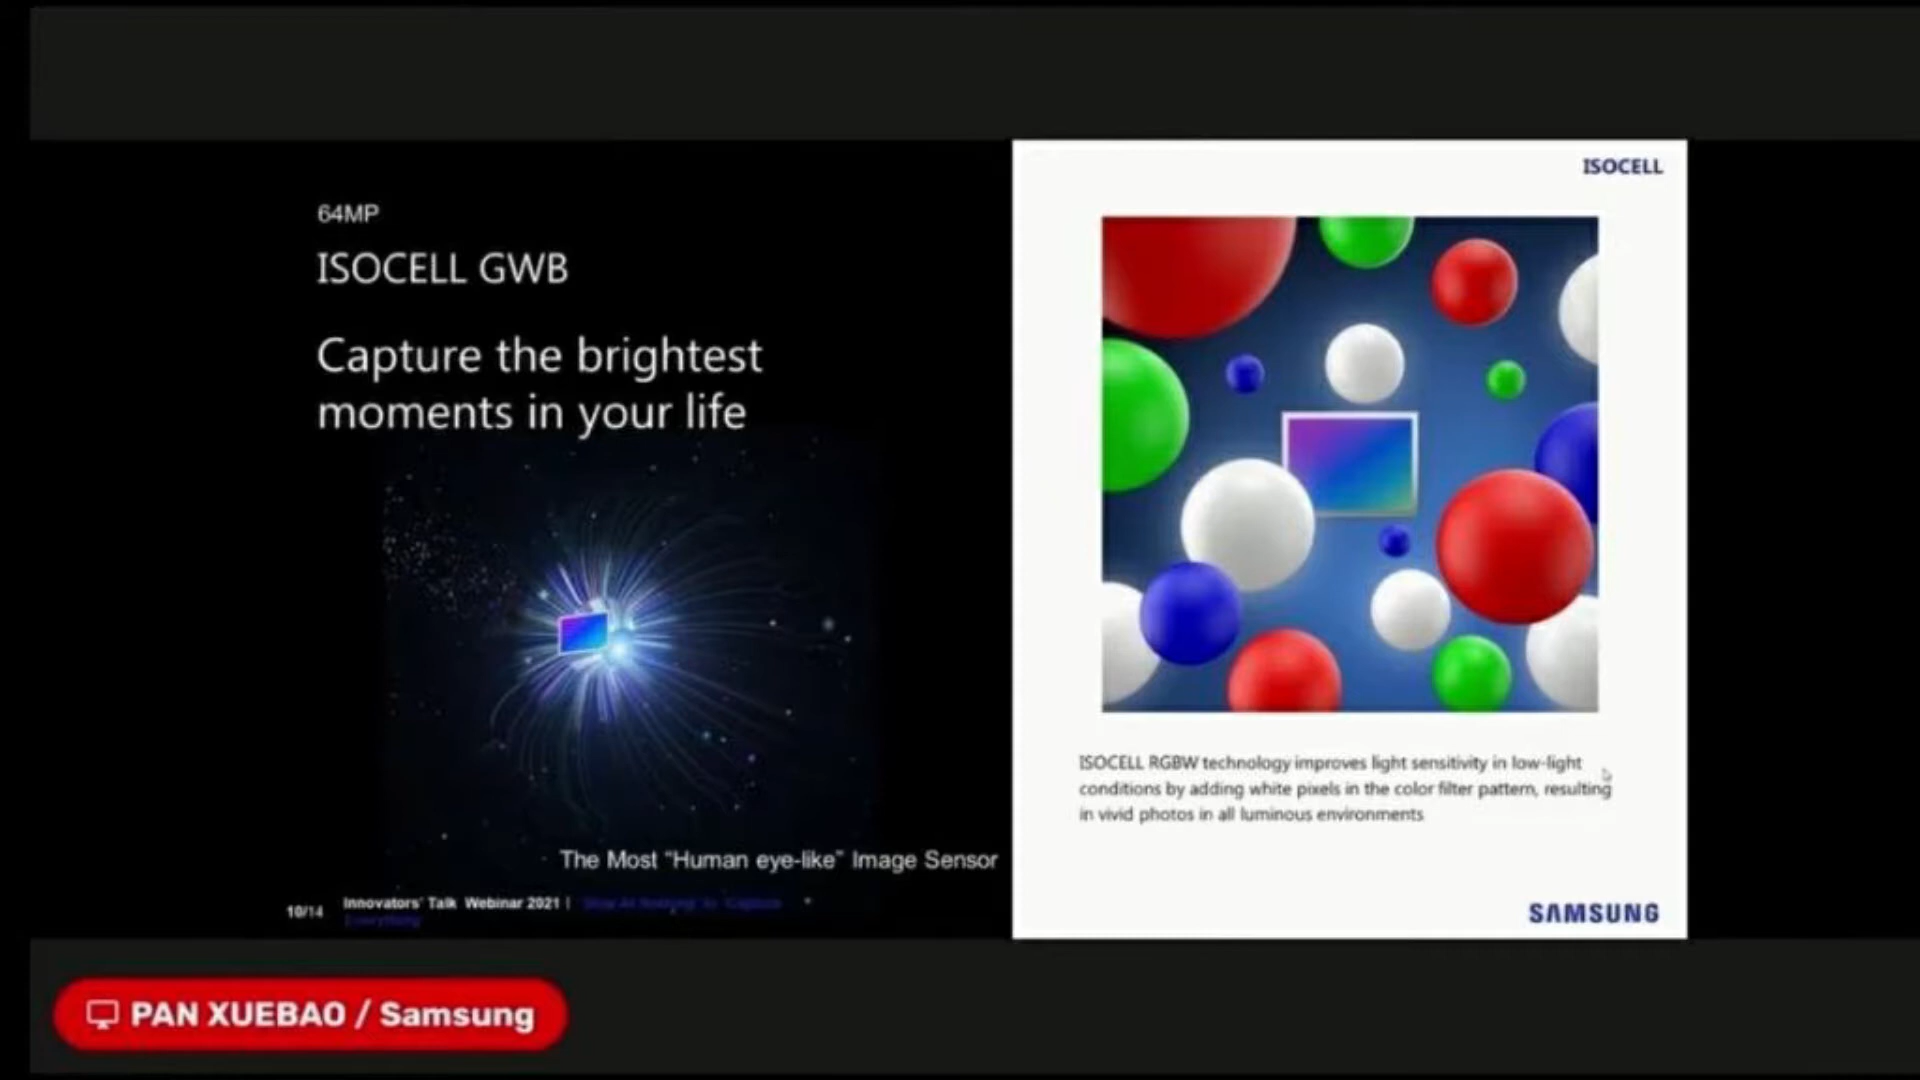 64MP
ISOCELL GWB
Capture the brightest
moments in your life
The Most “Human eye-like” Image Sensor
10/14
Innovators' Talk Webinar 2021 |
ISOCELL
ISOCELL RGBW technology improves light sensitivity in low-light
conditions by adding white pixels in the color filter pattern, resulting
in vivid photos in all luminous environments
SAMSUNG
PAN XUEBAO / Samsung